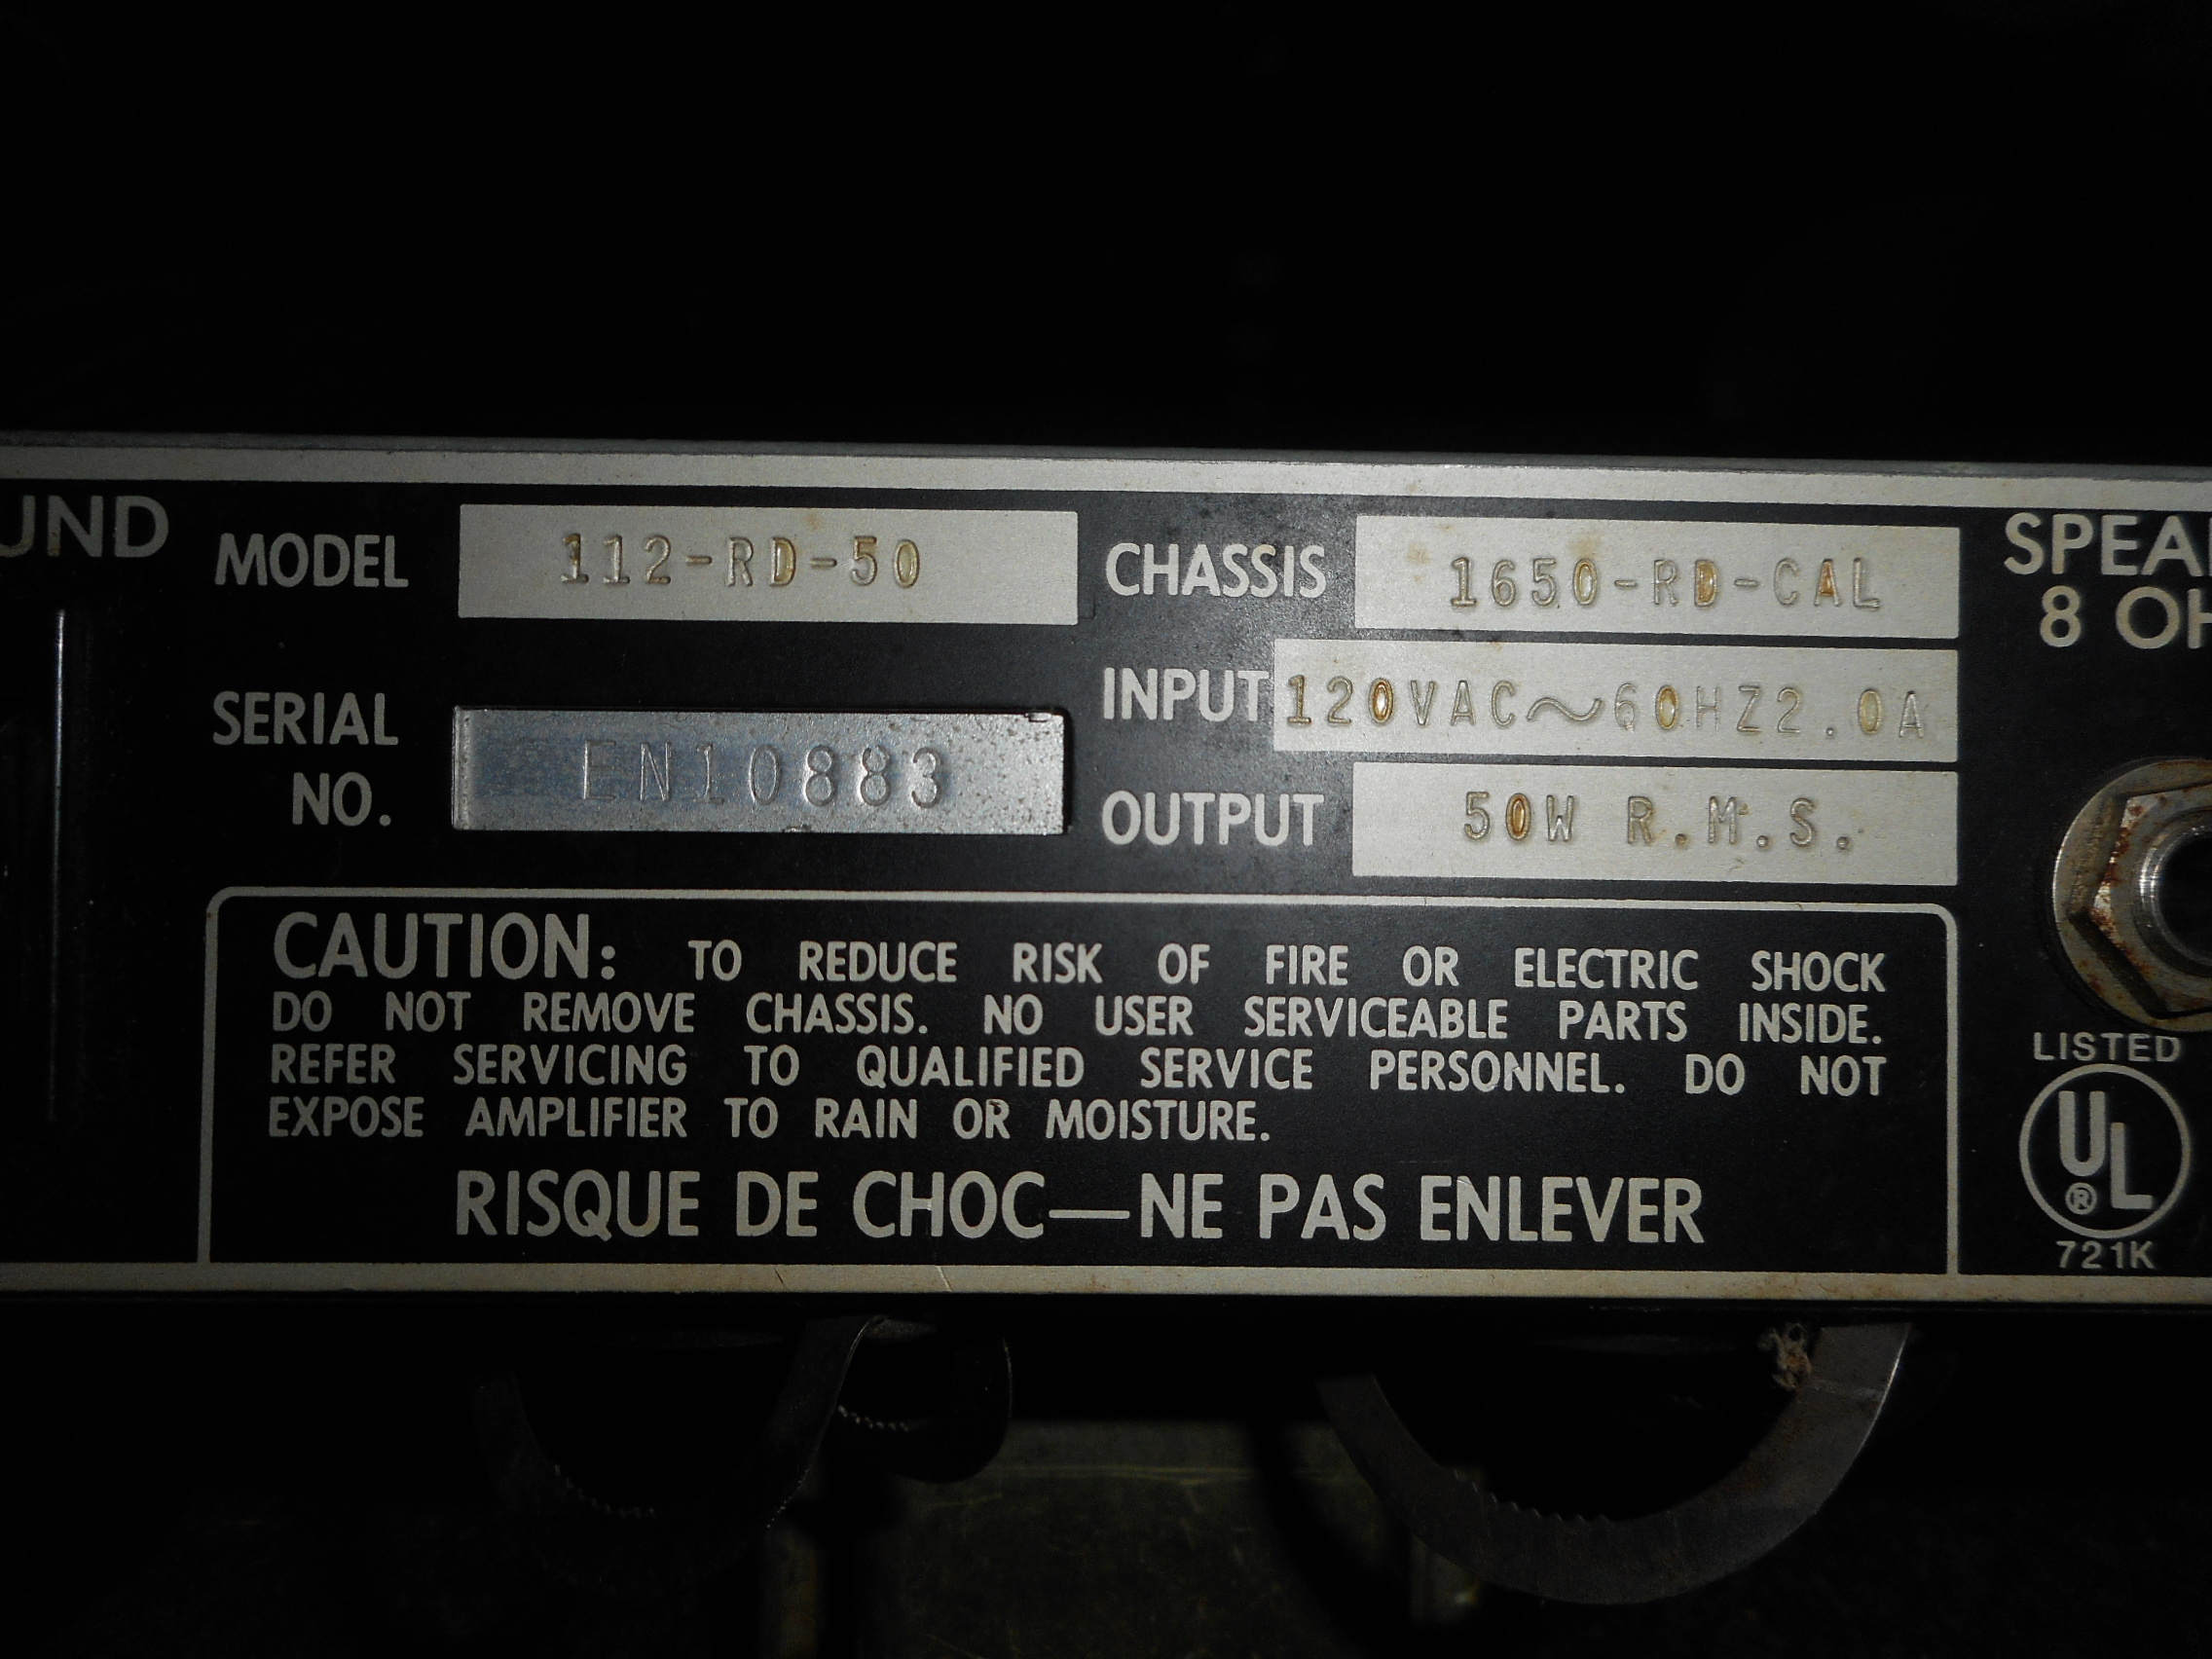 UND
MODEL 112-RD-50
CHASSIS 1650-RD-CAL
SERIAL NO. EN10883
INPUT 120VAC~60HZ2.0A
OUTPUT 50W R.M.S.
CAUTION: TO REDUCE RISK OF FIRE OR ELECTRIC SHOCK
DO NOT REMOVE CHASSIS. NO USER SERVICEABLE PARTS INSIDE.
REFER SERVICING TO QUALIFIED SERVICE PERSONNEL. DO NOT
EXPOSE AMPLIFIER TO RAIN OR MOISTURE.
RISQUE DE CHOC—NE PAS ENLEVER
SPEA
8 OH
LISTED
UL
®
721K